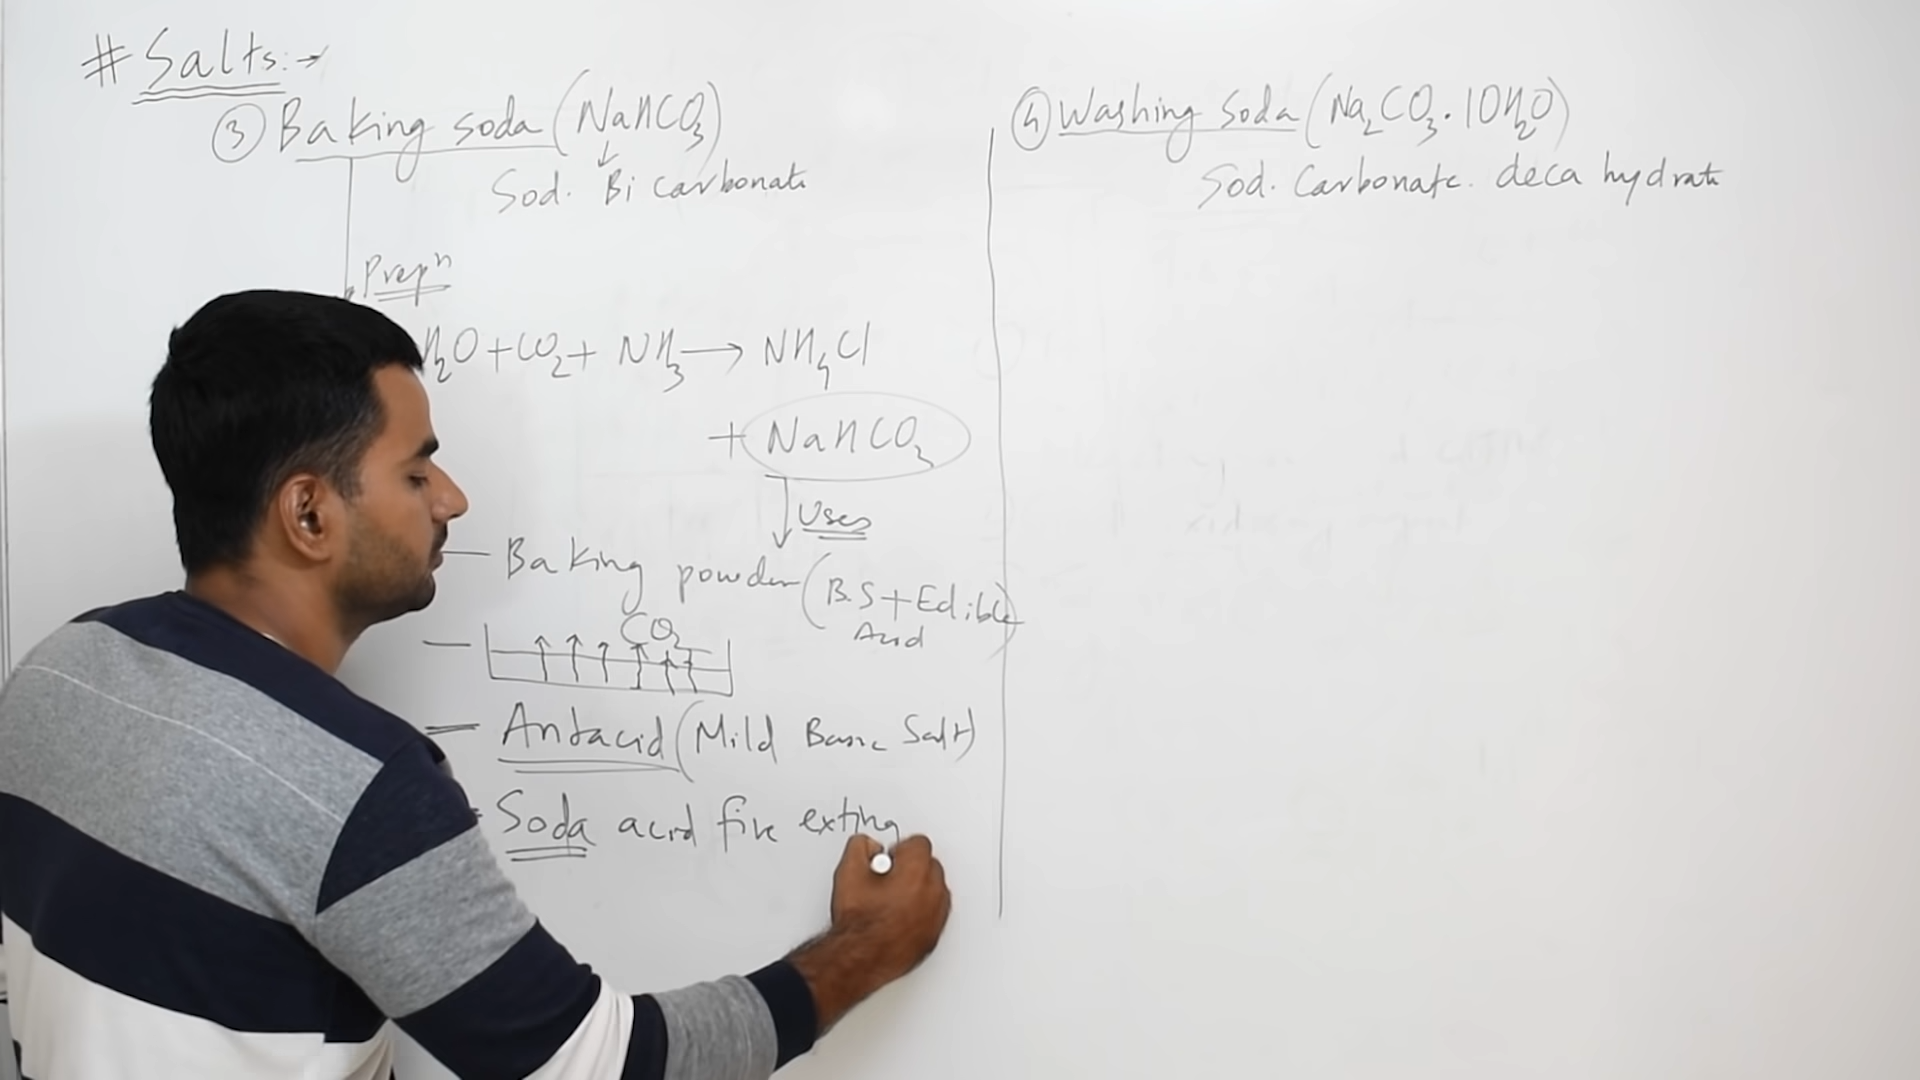 # Salts:→
③ Baking soda (NaHCO₃)
Sod. Bi carbonate
Prepⁿ
H₂O + CO₂ + NH₃ → NH₄Cl
+ NaHCO₃
Uses
— Baking powder (B.S + Edible
Acid)
— CO₂
= Antacid (Mild Basic Salt)
= Soda acid fire exting
④ Washing Soda (Na₂CO₃·10H₂O)
Sod. Carbonate. deca hydrate